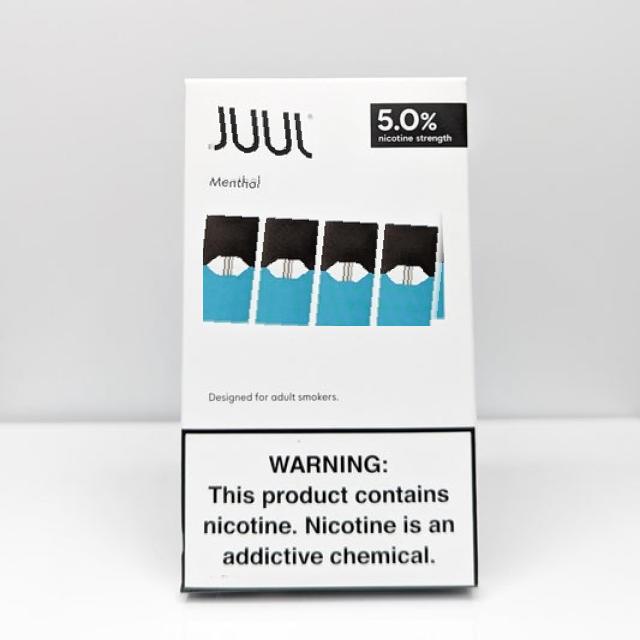 JUUL
5.0%
nicotine strength
Menthol
Designed for adult smokers.
WARNING:
This product contains
nicotine. Nicotine is an
addictive chemical.